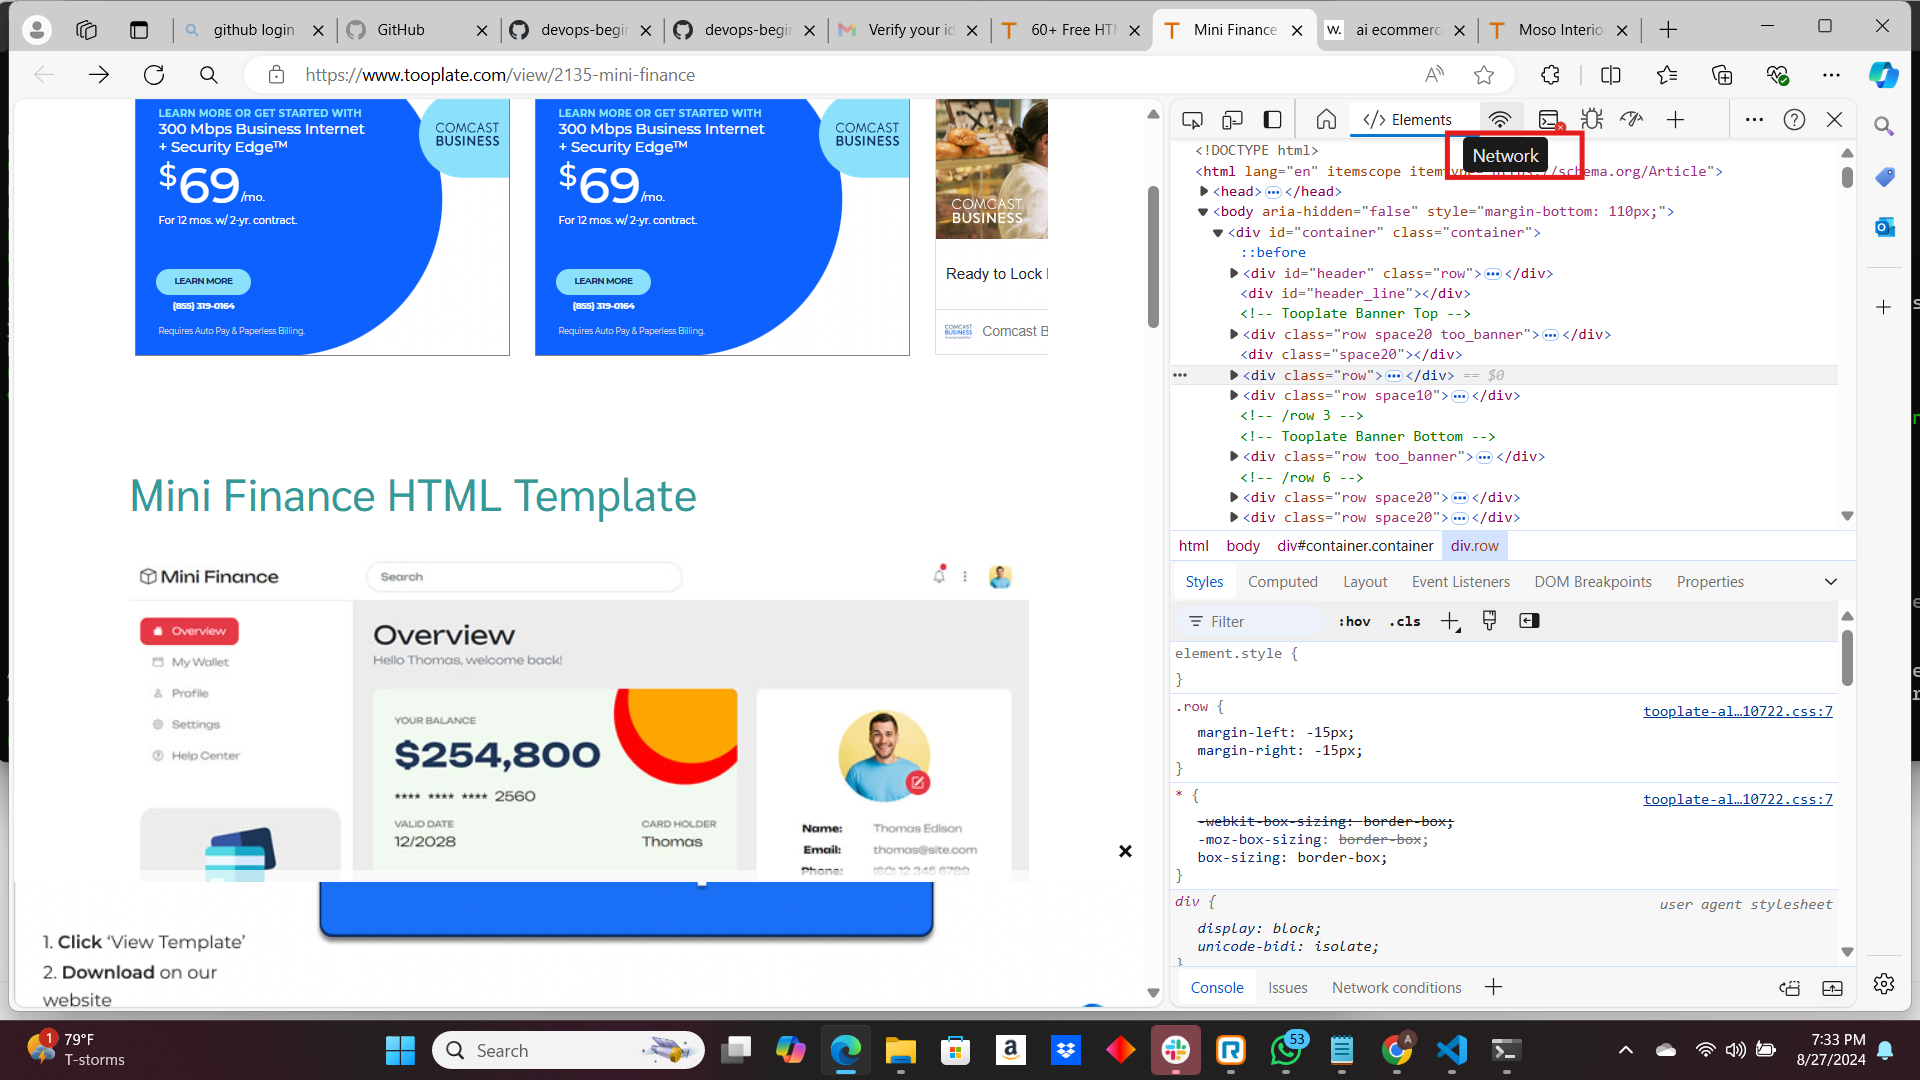 github login -
GitHub
devops-begin
devops-begin
Verify your id
60+ Free HTM
Mini Finance
ai ecommerc
Moso Interio
https://www.tooplate.com/view/2135-mini-finance
LEARN MORE OR GET STARTED WITH
300 Mbps Business Internet
+ Security Edge™
$69/mo.
For 12 mos. w/ 2-yr. contract.
LEARN MORE
(855) 319-0164
Requires Auto Pay & Paperless Billing.
COMCAST
BUSINESS
LEARN MORE OR GET STARTED WITH
300 Mbps Business Internet
+ Security Edge™
$69/mo.
For 12 mos. w/ 2-yr. contract.
LEARN MORE
(855) 319-0164
Requires Auto Pay & Paperless Billing.
COMCAST
BUSINESS
COMCAST
BUSINESS
Ready to Lock
COMCAST
BUSINESS
Comcast B
Mini Finance HTML Template
Mini Finance
Search
Overview
My Wallet
Profile
Settings
Help Center
Overview
Hello Thomas, welcome back!
YOUR BALANCE
$254,800
**** **** **** 2560
VALID DATE
12/2028
CARD HOLDER
Thomas
Name: Thomas Edison
Email: thomas@site.com
Phone: (60) 12 345 6789
1. Click ‘View Template’
2. Download on our
website
Elements
Network
<!DOCTYPE html>
<html lang="en" itemscope itemtype="https://schema.org/Article">
<head>…</head>
<body aria-hidden="false" style="margin-bottom: 110px;">
<div id="container" class="container">
::before
<div id="header" class="row">…</div>
<div id="header_line"></div>
<!-- Tooplate Banner Top -->
<div class="row space20 too_banner">…</div>
<div class="space20"></div>
<div class="row">…</div> == $0
<div class="row space10">…</div>
<!-- /row 3 -->
<!-- Tooplate Banner Bottom -->
<div class="row too_banner">…</div>
<!-- /row 6 -->
<div class="row space20">…</div>
<div class="row space20">…</div>
html body div#container.container div.row
Styles Computed Layout Event Listeners DOM Breakpoints Properties
Filter :hov .cls
element.style {
}
.row { tooplate-al…10722.css:7
margin-left: -15px;
margin-right: -15px;
}
* { tooplate-al…10722.css:7
-webkit-box-sizing: border-box;
-moz-box-sizing: border-box;
box-sizing: border-box;
}
div { user agent stylesheet
display: block;
unicode-bidi: isolate;
}
Console Issues Network conditions
1
79°F
T-storms
Search
53
A
7:33 PM
8/27/2024